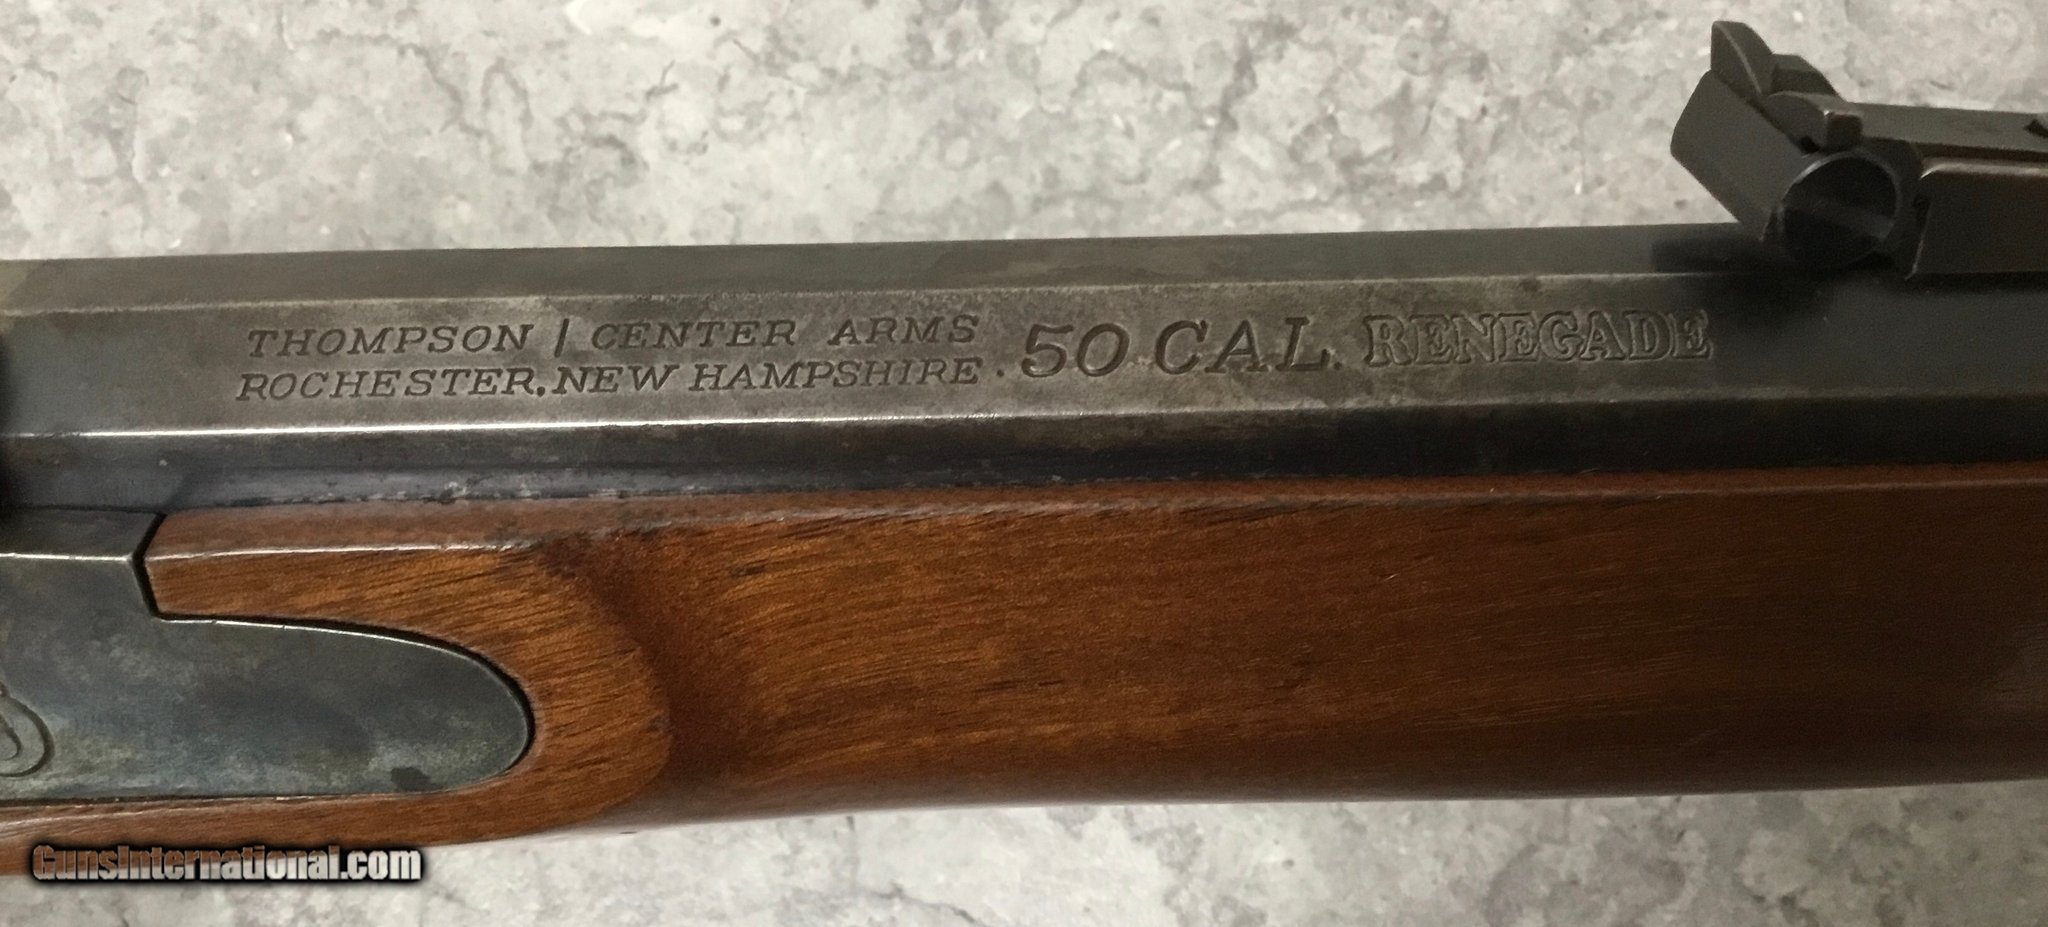 THOMPSON / CENTER ARMS
ROCHESTER, NEW HAMPSHIRE. 50 CAL. RENEGADE
GunsInternational.com